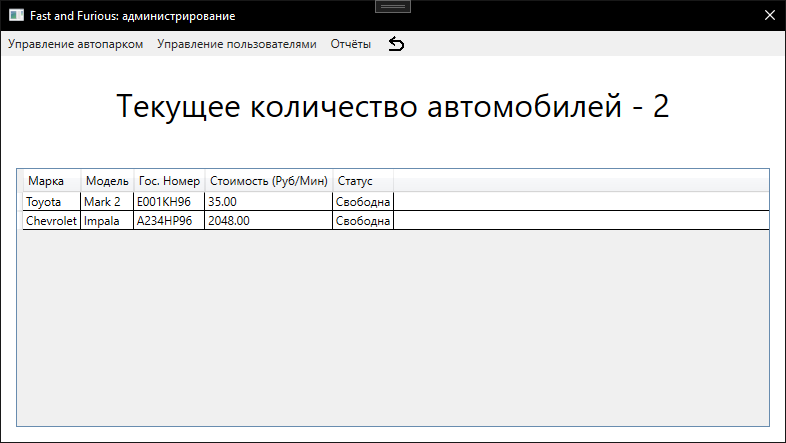 Fast and Furious: администрирование
Управление автопарком Управление пользователями Отчёты
Текущее количество автомобилей - 2
Марка Модель Гос. Номер Стоимость (Руб/Мин) Статус
Toyota Mark 2 E001KH96 35.00 Свободна
Chevrolet Impala A234HP96 2048.00 Свободна